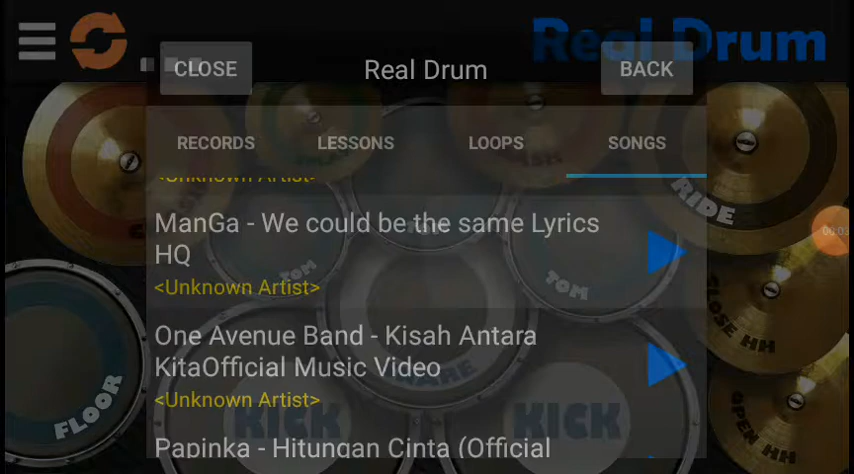 Real Drum
CLOSE
Real Drum
BACK
RECORDS
LESSONS
LOOPS
SONGS
<Unknown Artist>
ManGa - We could be the same Lyrics
HQ
<Unknown Artist>
One Avenue Band - Kisah Antara
KitaOfficial Music Video
<Unknown Artist>
Papinka - Hitungan Cinta (Official
RIDE
TOM
TOM
CLOSE HH
OPEN HH
FLOOR
SNARE
KICK
KICK